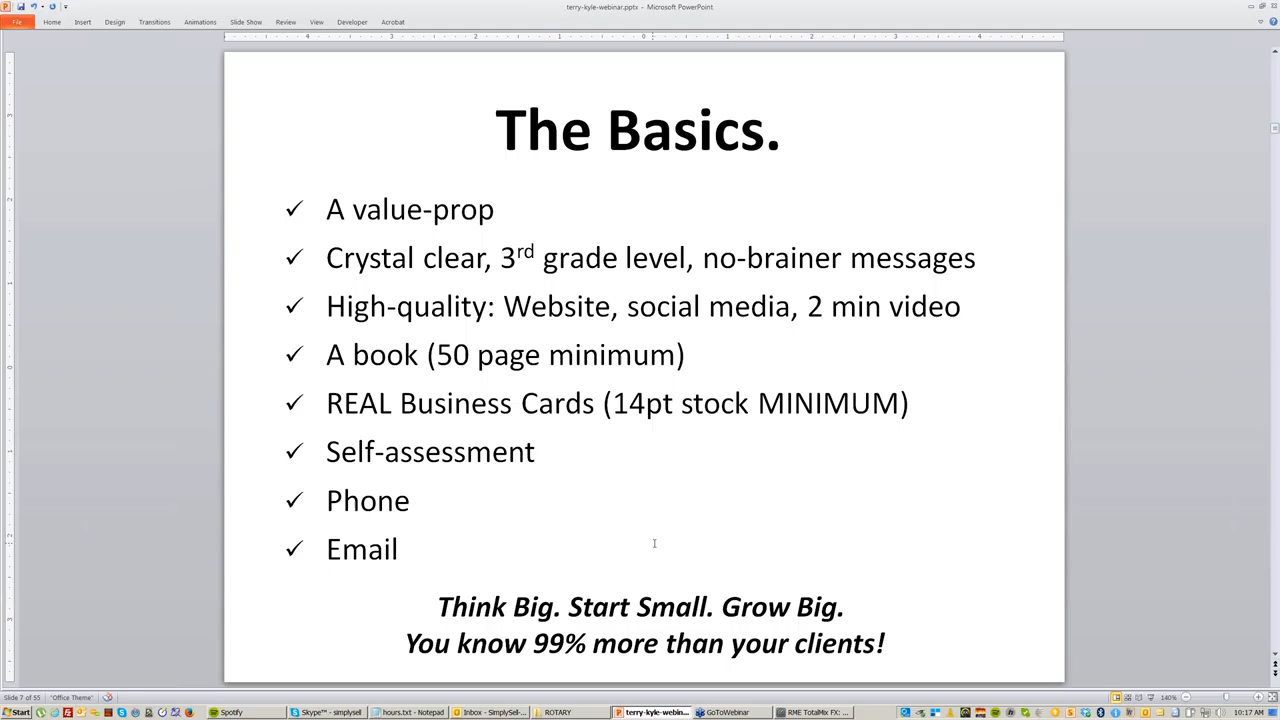 terry-kyle-webinar.pptx - Microsoft PowerPoint
File Home Insert Design Transitions Animations Slide Show Review View Developer Acrobat
The Basics.
✓ A value-prop
✓ Crystal clear, 3rd grade level, no-brainer messages
✓ High-quality: Website, social media, 2 min video
✓ A book (50 page minimum)
✓ REAL Business Cards (14pt stock MINIMUM)
✓ Self-assessment
✓ Phone
✓ Email
Think Big. Start Small. Grow Big.
You know 99% more than your clients!
Slide 7 of 55 "Office Theme" 140%
Start Spotify Skype™ - simplysell hours.txt - Notepad Inbox - SimplySel... ROTARY terry-kyle-webin... GoToWebinar RME TotalMix FX: ... 10:17 AM